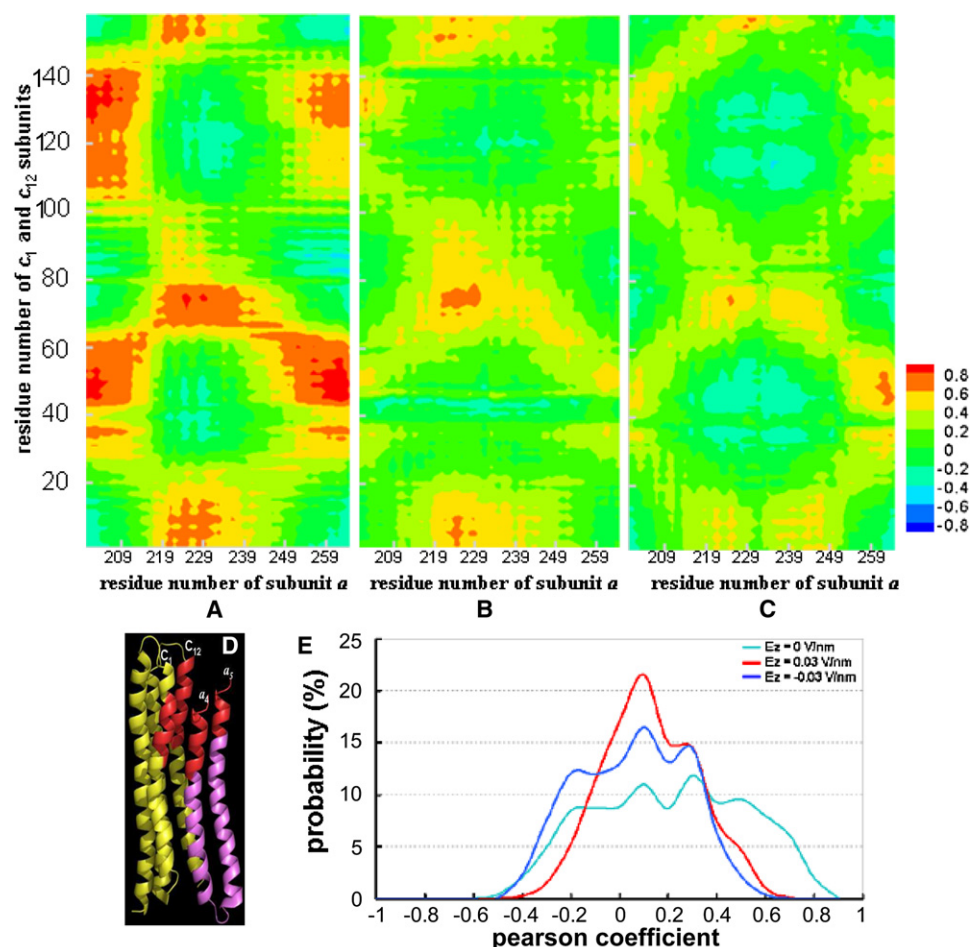 residue number of c1 and c12 subunits
140
120
100
80
60
40
20
209 219 229 239 249 259
209 219 229 239 249 259
209 219 229 239 249 259
residue number of subunit a
residue number of subunit a
residue number of subunit a
A
B
C
0.8
0.6
0.4
0.2
0
-0.2
-0.4
-0.6
-0.8
D
C1
C12
a4
a5
E
probability (%)
25
20
15
10
5
0
Ez = 0 V/nm
Ez = 0.03 V/nm
Ez = -0.03 V/nm
-1 -0.8 -0.6 -0.4 -0.2 0 0.2 0.4 0.6 0.8 1
pearson coefficient